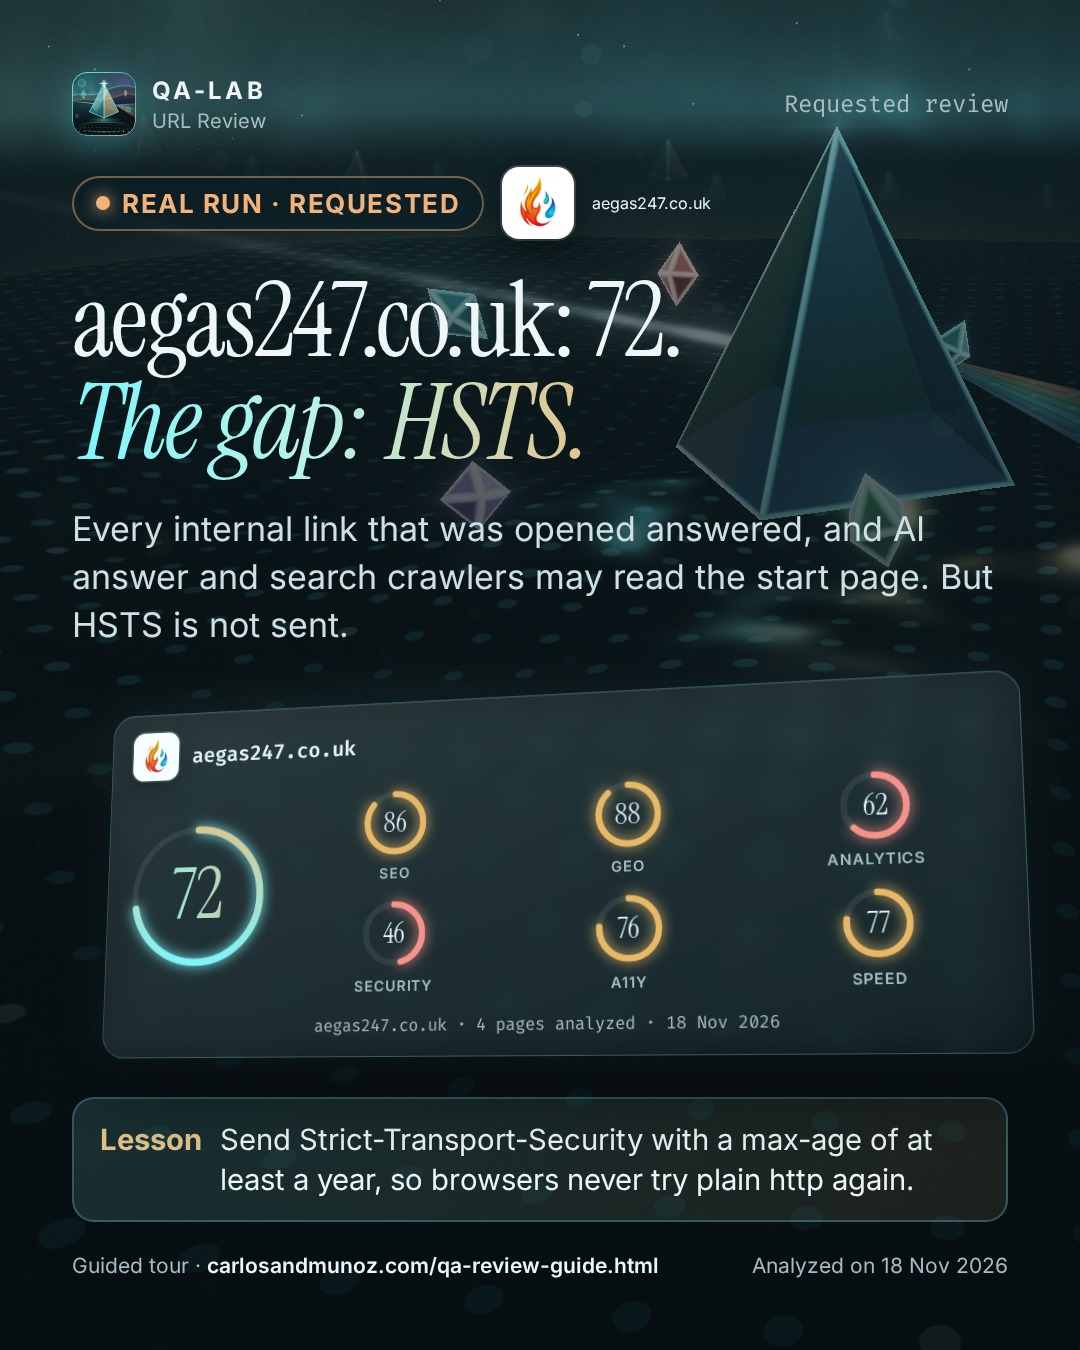 QA-LAB
URL Review
Requested review
REAL RUN · REQUESTED
aegas247.co.uk
aegas247.co.uk: 72.
The gap: HSTS.
Every internal link that was opened answered, and AI
answer and search crawlers may read the start page. But
HSTS is not sent.
aegas247.co.uk
72
86
SEO
88
GEO
62
ANALYTICS
46
SECURITY
76
A11Y
77
SPEED
aegas247.co.uk · 4 pages analyzed · 18 Nov 2026
Lesson Send Strict-Transport-Security with a max-age of at
least a year, so browsers never try plain http again.
Guided tour · carlosandmunoz.com/qa-review-guide.html
Analyzed on 18 Nov 2026